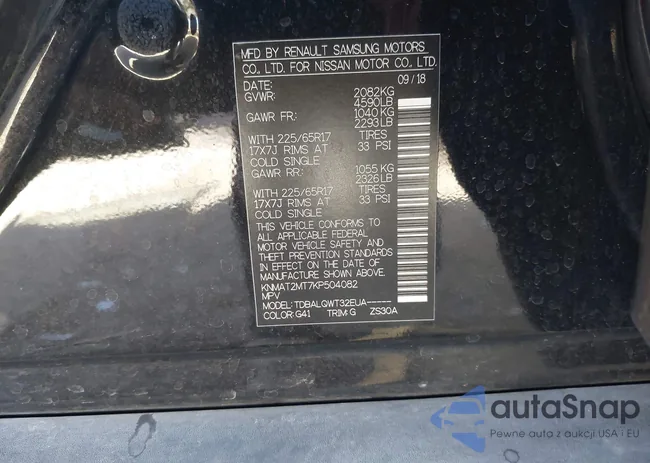 MFD BY RENAULT SAMSUNG MOTORS
CO., LTD. FOR NISSAN MOTOR CO., LTD.
DATE: 09/18
GVWR: 2082KG
4590LB
GAWR FR: 1040 KG
2293LB
WITH 225/65R17 TIRES
17X7J RIMS AT 33 PSI
COLD SINGLE
GAWR RR: 1055 KG
2326LB
WITH 225/65R17 TIRES
17X7J RIMS AT 33 PSI
COLD SINGLE
THIS VEHICLE CONFORMS TO
ALL APPLICABLE FEDERAL
MOTOR VEHICLE SAFETY AND
THEFT PREVENTION STANDARDS
IN EFFECT ON THE DATE OF
MANUFACTURE SHOWN ABOVE.
KNMAT2MT7KP504082
MPV
MODEL: TDBALQWT32EUA-----
COLOR: G41 TRIM: G ZS30A
autaSnap
Pewne auta z aukcji USA i EU